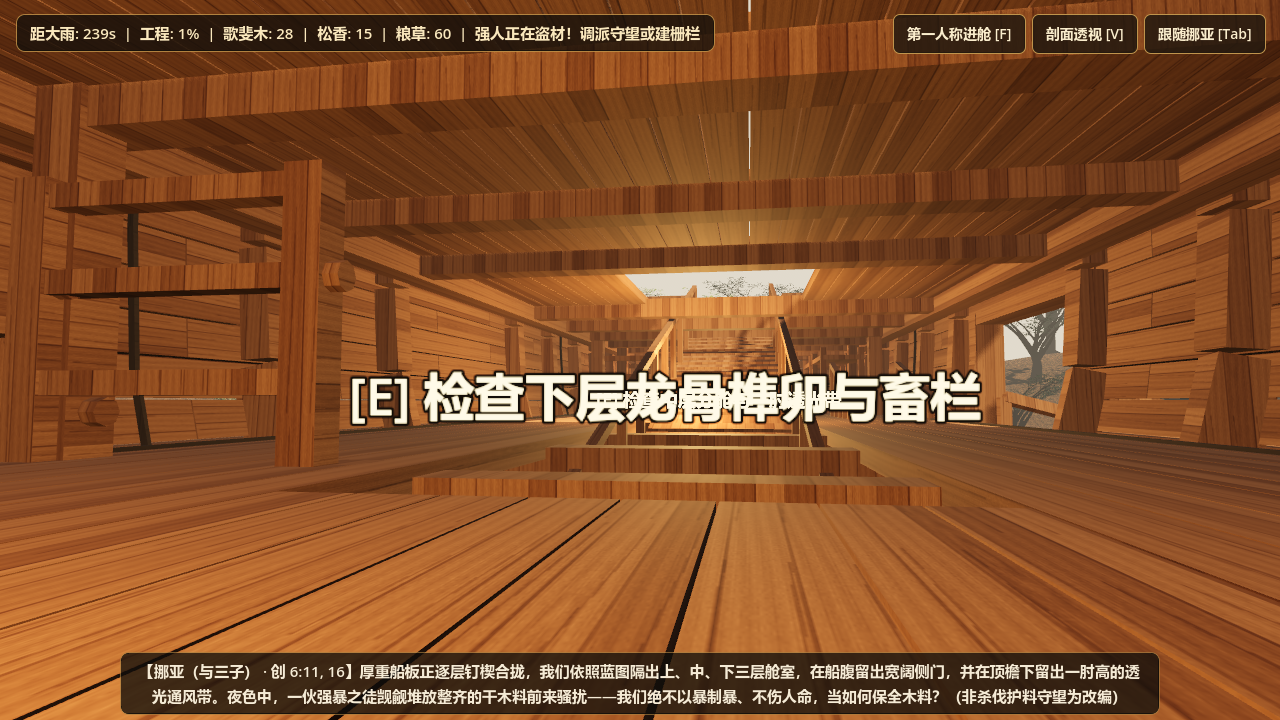 距大雨: 239s | 工程: 1% | 歌斐木: 28 | 松香: 15 | 粮草: 60 | 强人正在盗材！调派守望或建栅栏
第一人称进舱 [F]
剖面透视 [V]
跟随挪亚 [Tab]
[E] 检查下层龙骨榫卯与畜栏
【挪亚（与三子） · 创 6:11, 16】厚重船板正逐层钉楔合拢，我们依照蓝图隔出上、中、下三层舱室，在船腹留出宽阔侧门，并在顶檐下留出一肘高的透
光通风带。夜色中，一伙强暴之徒觊觎堆放整齐的干木料前来骚扰——我们绝不以暴制暴、不伤人命，当如何保全木料？（非杀伐护料守望为改编）